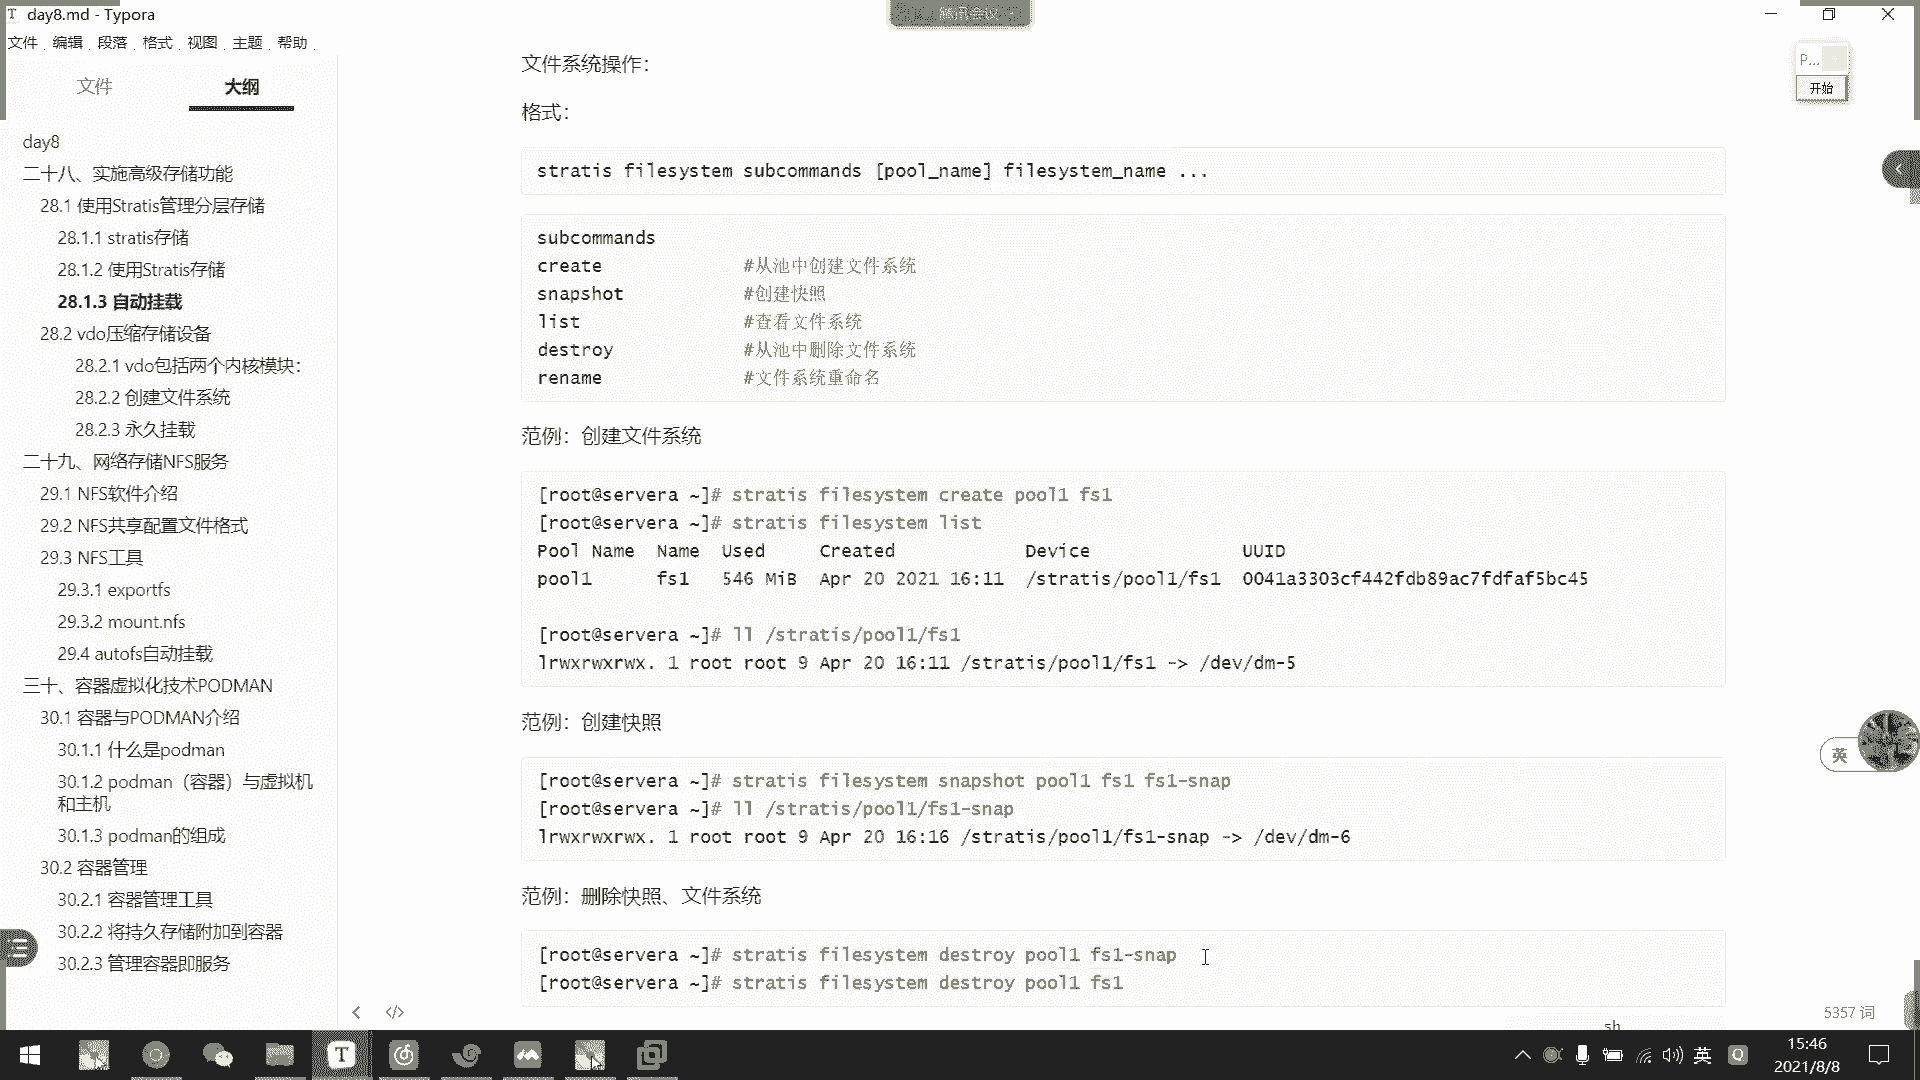 day8.md - Typora
腾讯会议
文件 编辑 段落 格式 视图 主题 帮助
P...
开始
文件 大纲
day8
二十八、实施高级存储功能
28.1 使用Stratis管理分层存储
28.1.1 stratis存储
28.1.2 使用Stratis存储
28.1.3 自动挂载
28.2 vdo压缩存储设备
28.2.1 vdo包括两个内核模块：
28.2.2 创建文件系统
28.2.3 永久挂载
二十九、网络存储NFS服务
29.1 NFS软件介绍
29.2 NFS共享配置文件格式
29.3 NFS工具
29.3.1 exportfs
29.3.2 mount.nfs
29.4 autofs自动挂载
三十、容器虚拟化技术PODMAN
30.1 容器与PODMAN介绍
30.1.1 什么是podman
30.1.2 podman（容器）与虚拟机
和主机
30.1.3 podman的组成
30.2 容器管理
30.2.1 容器管理工具
30.2.2 将持久存储附加到容器
30.2.3 管理容器即服务
文件系统操作：
格式：
stratis filesystem subcommands [pool_name] filesystem_name ...
subcommands
create #从池中创建文件系统
snapshot #创建快照
list #查看文件系统
destroy #从池中删除文件系统
rename #文件系统重命名
范例：创建文件系统
[root@servera ~]# stratis filesystem create pool1 fs1
[root@servera ~]# stratis filesystem list
Pool Name Name Used Created Device UUID
pool1 fs1 546 MiB Apr 20 2021 16:11 /stratis/pool1/fs1 0041a3303cf442fdb89ac7fdfaf5bc45
[root@servera ~]# ll /stratis/pool1/fs1
lrwxrwxrwx. 1 root root 9 Apr 20 16:11 /stratis/pool1/fs1 -> /dev/dm-5
范例：创建快照
[root@servera ~]# stratis filesystem snapshot pool1 fs1 fs1-snap
[root@servera ~]# ll /stratis/pool1/fs1-snap
lrwxrwxrwx. 1 root root 9 Apr 20 16:16 /stratis/pool1/fs1-snap -> /dev/dm-6
范例：删除快照、文件系统
[root@servera ~]# stratis filesystem destroy pool1 fs1-snap
[root@servera ~]# stratis filesystem destroy pool1 fs1
sh
英
5357 词
英
15:46
2021/8/8